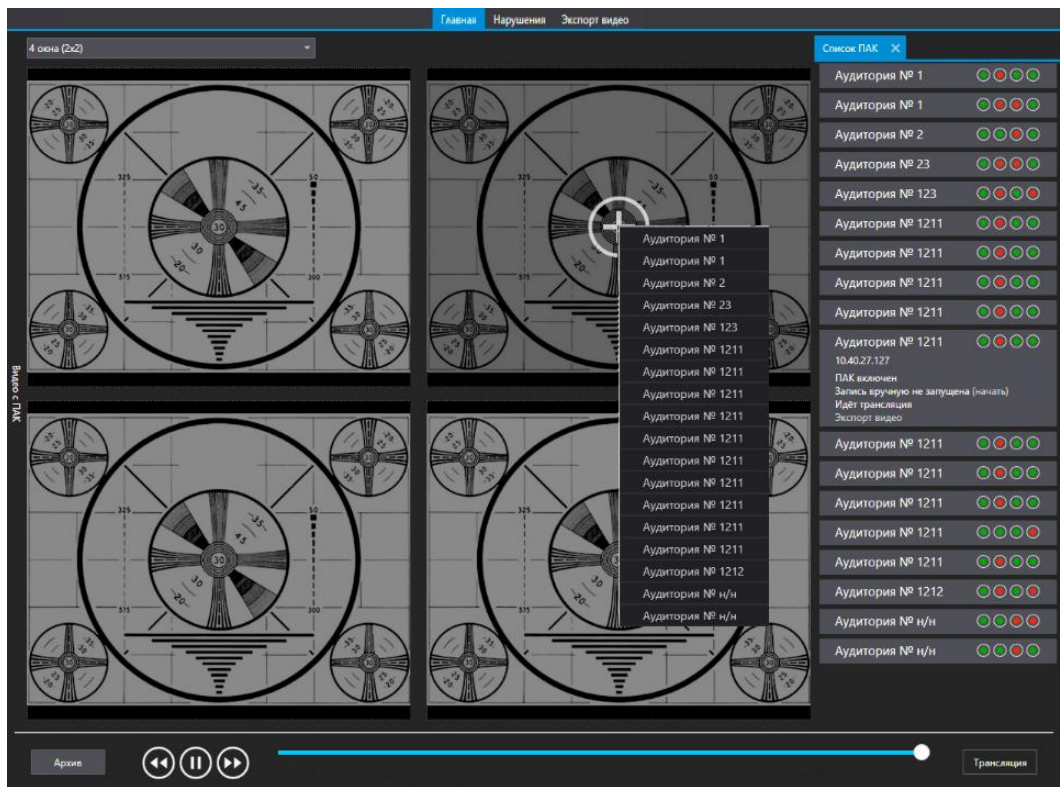 Главная Нарушения Экспорт видео
4 окна (2x2)
Список ПАК
Видео с ПАК
Аудитория № 1
Аудитория № 1
Аудитория № 2
Аудитория № 23
Аудитория № 123
Аудитория № 1211
Аудитория № 1211
Аудитория № 1211
Аудитория № 1211
Аудитория № 1211
10.40.27.127
ПАК включен
Запись вручную не запущена (начать)
Идёт трансляция
Экспорт видео
Аудитория № 1211
Аудитория № 1211
Аудитория № 1211
Аудитория № 1211
Аудитория № 1211
Аудитория № 1212
Аудитория № н/н
Аудитория № н/н
Аудитория № 1
Аудитория № 1
Аудитория № 2
Аудитория № 23
Аудитория № 123
Аудитория № 1211
Аудитория № 1211
Аудитория № 1211
Аудитория № 1211
Аудитория № 1211
Аудитория № 1211
Аудитория № 1211
Аудитория № 1211
Аудитория № 1211
Аудитория № 1211
Аудитория № 1212
Аудитория № н/н
Аудитория № н/н
Архив
Трансляция